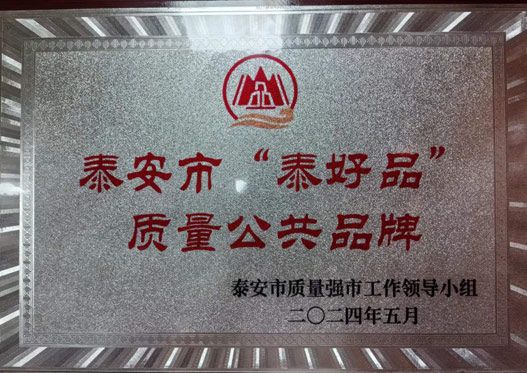 泰安市“泰好品”
质量公共品牌
泰安市质量强市工作领导小组
二〇二四年五月